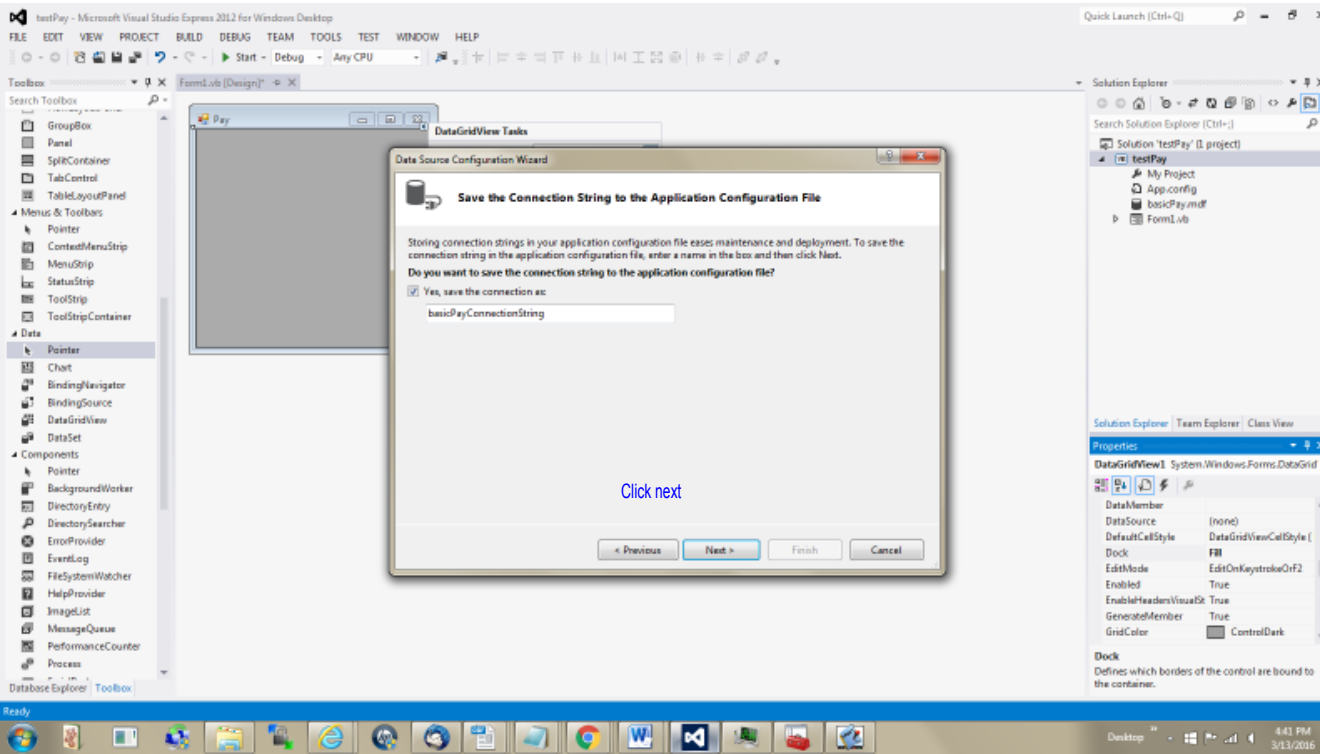 testPay - Microsoft Visual Studio Express 2012 for Windows Desktop
Quick Launch (Ctrl+Q)
FILE EDIT VIEW PROJECT BUILD DEBUG TEAM TOOLS TEST WINDOW HELP
Start - Debug Any CPU
Toolbox
Search Toolbox
GroupBox
Panel
SplitContainer
TabControl
TableLayoutPanel
Menus & Toolbars
Pointer
ContextMenuStrip
MenuStrip
StatusStrip
ToolStrip
ToolStripContainer
Data
Pointer
Chart
BindingNavigator
BindingSource
DataGridView
DataSet
Components
Pointer
BackgroundWorker
DirectoryEntry
DirectorySearcher
ErrorProvider
EventLog
FileSystemWatcher
HelpProvider
ImageList
MessageQueue
PerformanceCounter
Process
Database Explorer Toolbox
Form1.vb [Design]*
Pay
DataGridView Tasks
Data Source Configuration Wizard
Save the Connection String to the Application Configuration File
Storing connection strings in your application configuration file eases maintenance and deployment. To save the
connection string in the application configuration file, enter a name in the box and then click Next.
Do you want to save the connection string to the application configuration file?
Yes, save the connection as:
basicPayConnectionString
Click next
< Previous Next > Finish Cancel
Solution Explorer
Search Solution Explorer (Ctrl+;)
Solution 'testPay' (1 project)
testPay
My Project
App.config
basicPay.mdf
Form1.vb
Solution Explorer Team Explorer Class View
Properties
DataGridView1 System.Windows.Forms.DataGrid
DataMember
DataSource (none)
DefaultCellStyle DataGridViewCellStyle {
Dock Fill
EditMode EditOnKeystrokeOrF2
Enabled True
EnableHeadersVisualSt True
GenerateMember True
GridColor ControlDark
Dock
Defines which borders of the control are bound to
the container.
Ready
Desktop
4:41 PM
3/13/2016